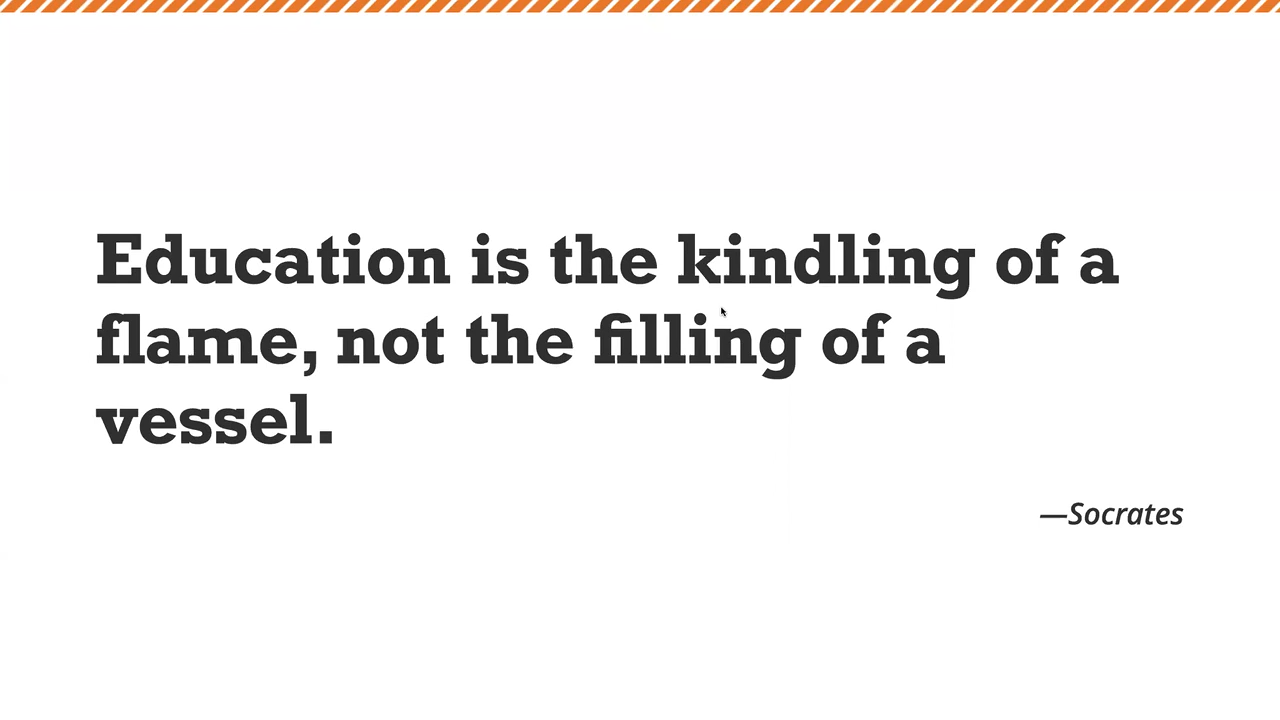 Education is the kindling of a
flame, not the filling of a
vessel.
—Socrates